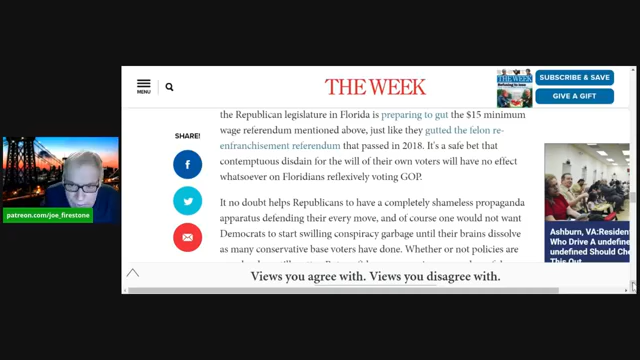 THE WEEK
MENU
SUBSCRIBE & SAVE
GIVE A GIFT
the Republican legislature in Florida is preparing to gut the $15 minimum
wage referendum mentioned above, just like they gutted the felon re-
enfranchisement referendum that passed in 2018. It's a safe bet that
contemptuous disdain for the will of their own voters will have no effect
whatsoever on Floridians reflexively voting GOP.
SHARE!
It no doubt helps Republicans to have a completely shameless propaganda
apparatus defending their every move, and of course one would not want
Democrats to start swilling conspiracy garbage until their brains dissolve
as many conservative base voters have done. Whether or not policies are
Ashburn, VA:Residen
Who Drive A undefine
undefined Should Che
This Out
Views you agree with. Views you disagree with.
patreon.com/joe_firestone